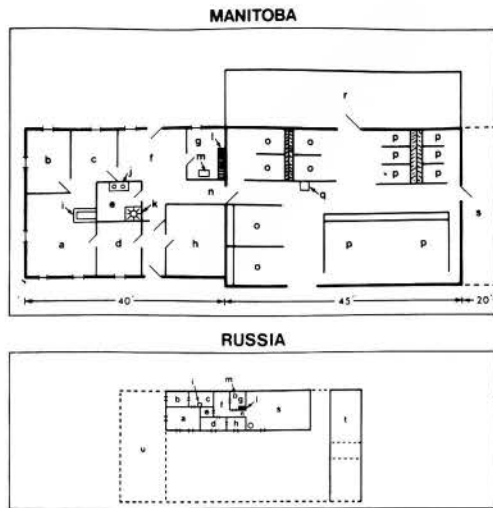 MANITOBA
r
g l
b c f m
j
n
o o
o o
p p
p p
p p
q
s
i e k
a d h
o
o
p p
40' 45' 20'
RUSSIA
m
i l
b c f g
e n
a s
d h o
u t